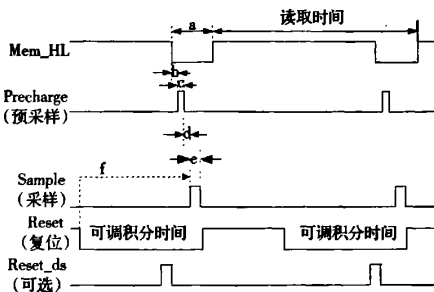 a
读取时间
Mem_HL
b
c
Precharge
(预采样)
d
e
f
Sample
(采样)
Reset
(复位)
可调积分时间
可调积分时间
Reset_ds
(可选)